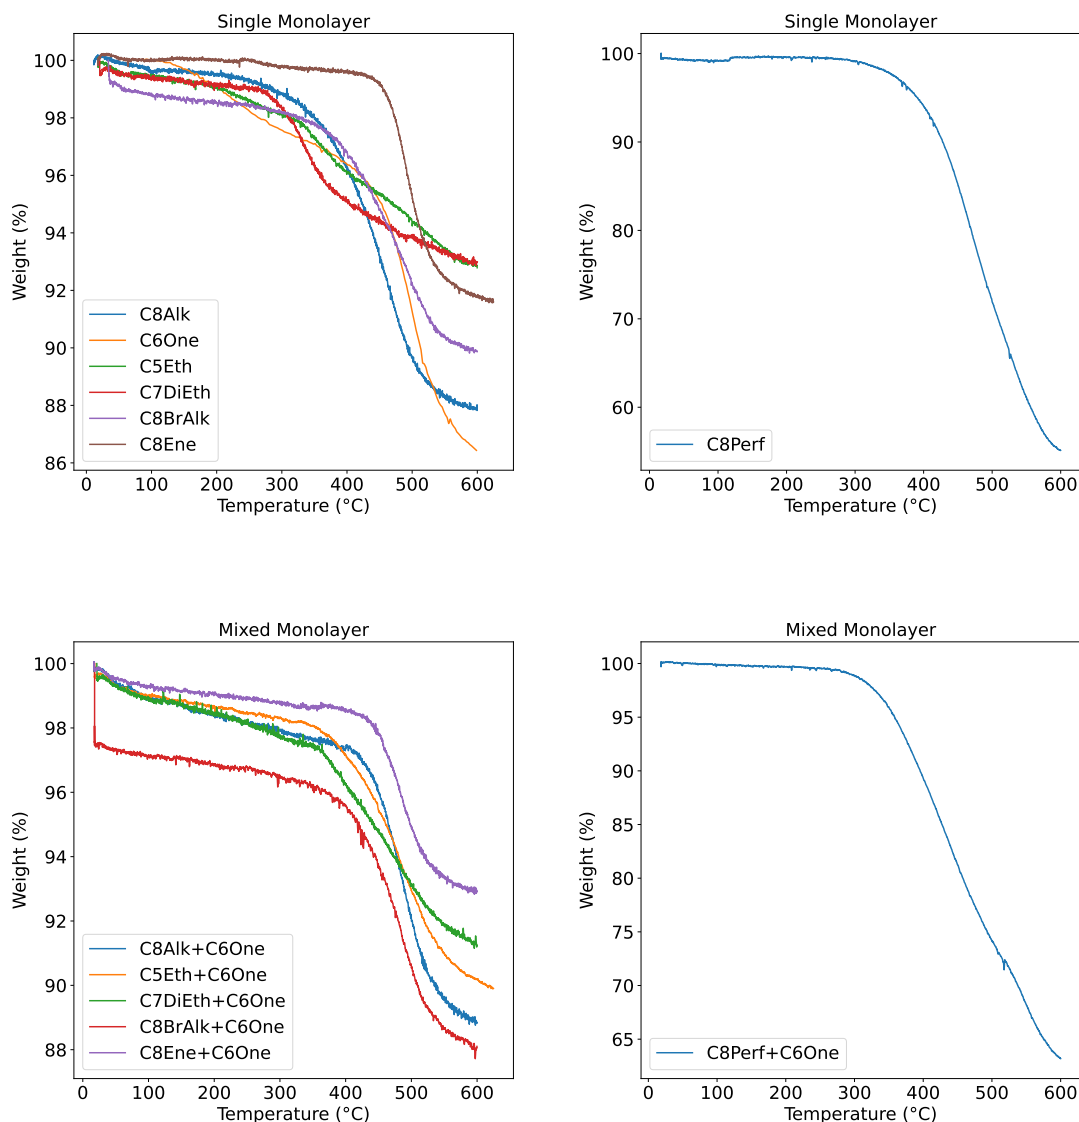 Single Monolayer
100
98
96
94
92
90
88
86
Weight (%)
C8Alk
C6One
C5Eth
C7DiEth
C8BrAlk
C8Ene
0 100 200 300 400 500 600
Temperature (°C)
Single Monolayer
100
90
80
70
60
Weight (%)
C8Perf
0 100 200 300 400 500 600
Temperature (°C)
Mixed Monolayer
100
98
96
94
92
90
88
Weight (%)
C8Alk+C6One
C5Eth+C6One
C7DiEth+C6One
C8BrAlk+C6One
C8Ene+C6One
0 100 200 300 400 500 600
Temperature (°C)
Mixed Monolayer
100
95
90
85
80
75
70
65
Weight (%)
C8Perf+C6One
0 100 200 300 400 500 600
Temperature (°C)